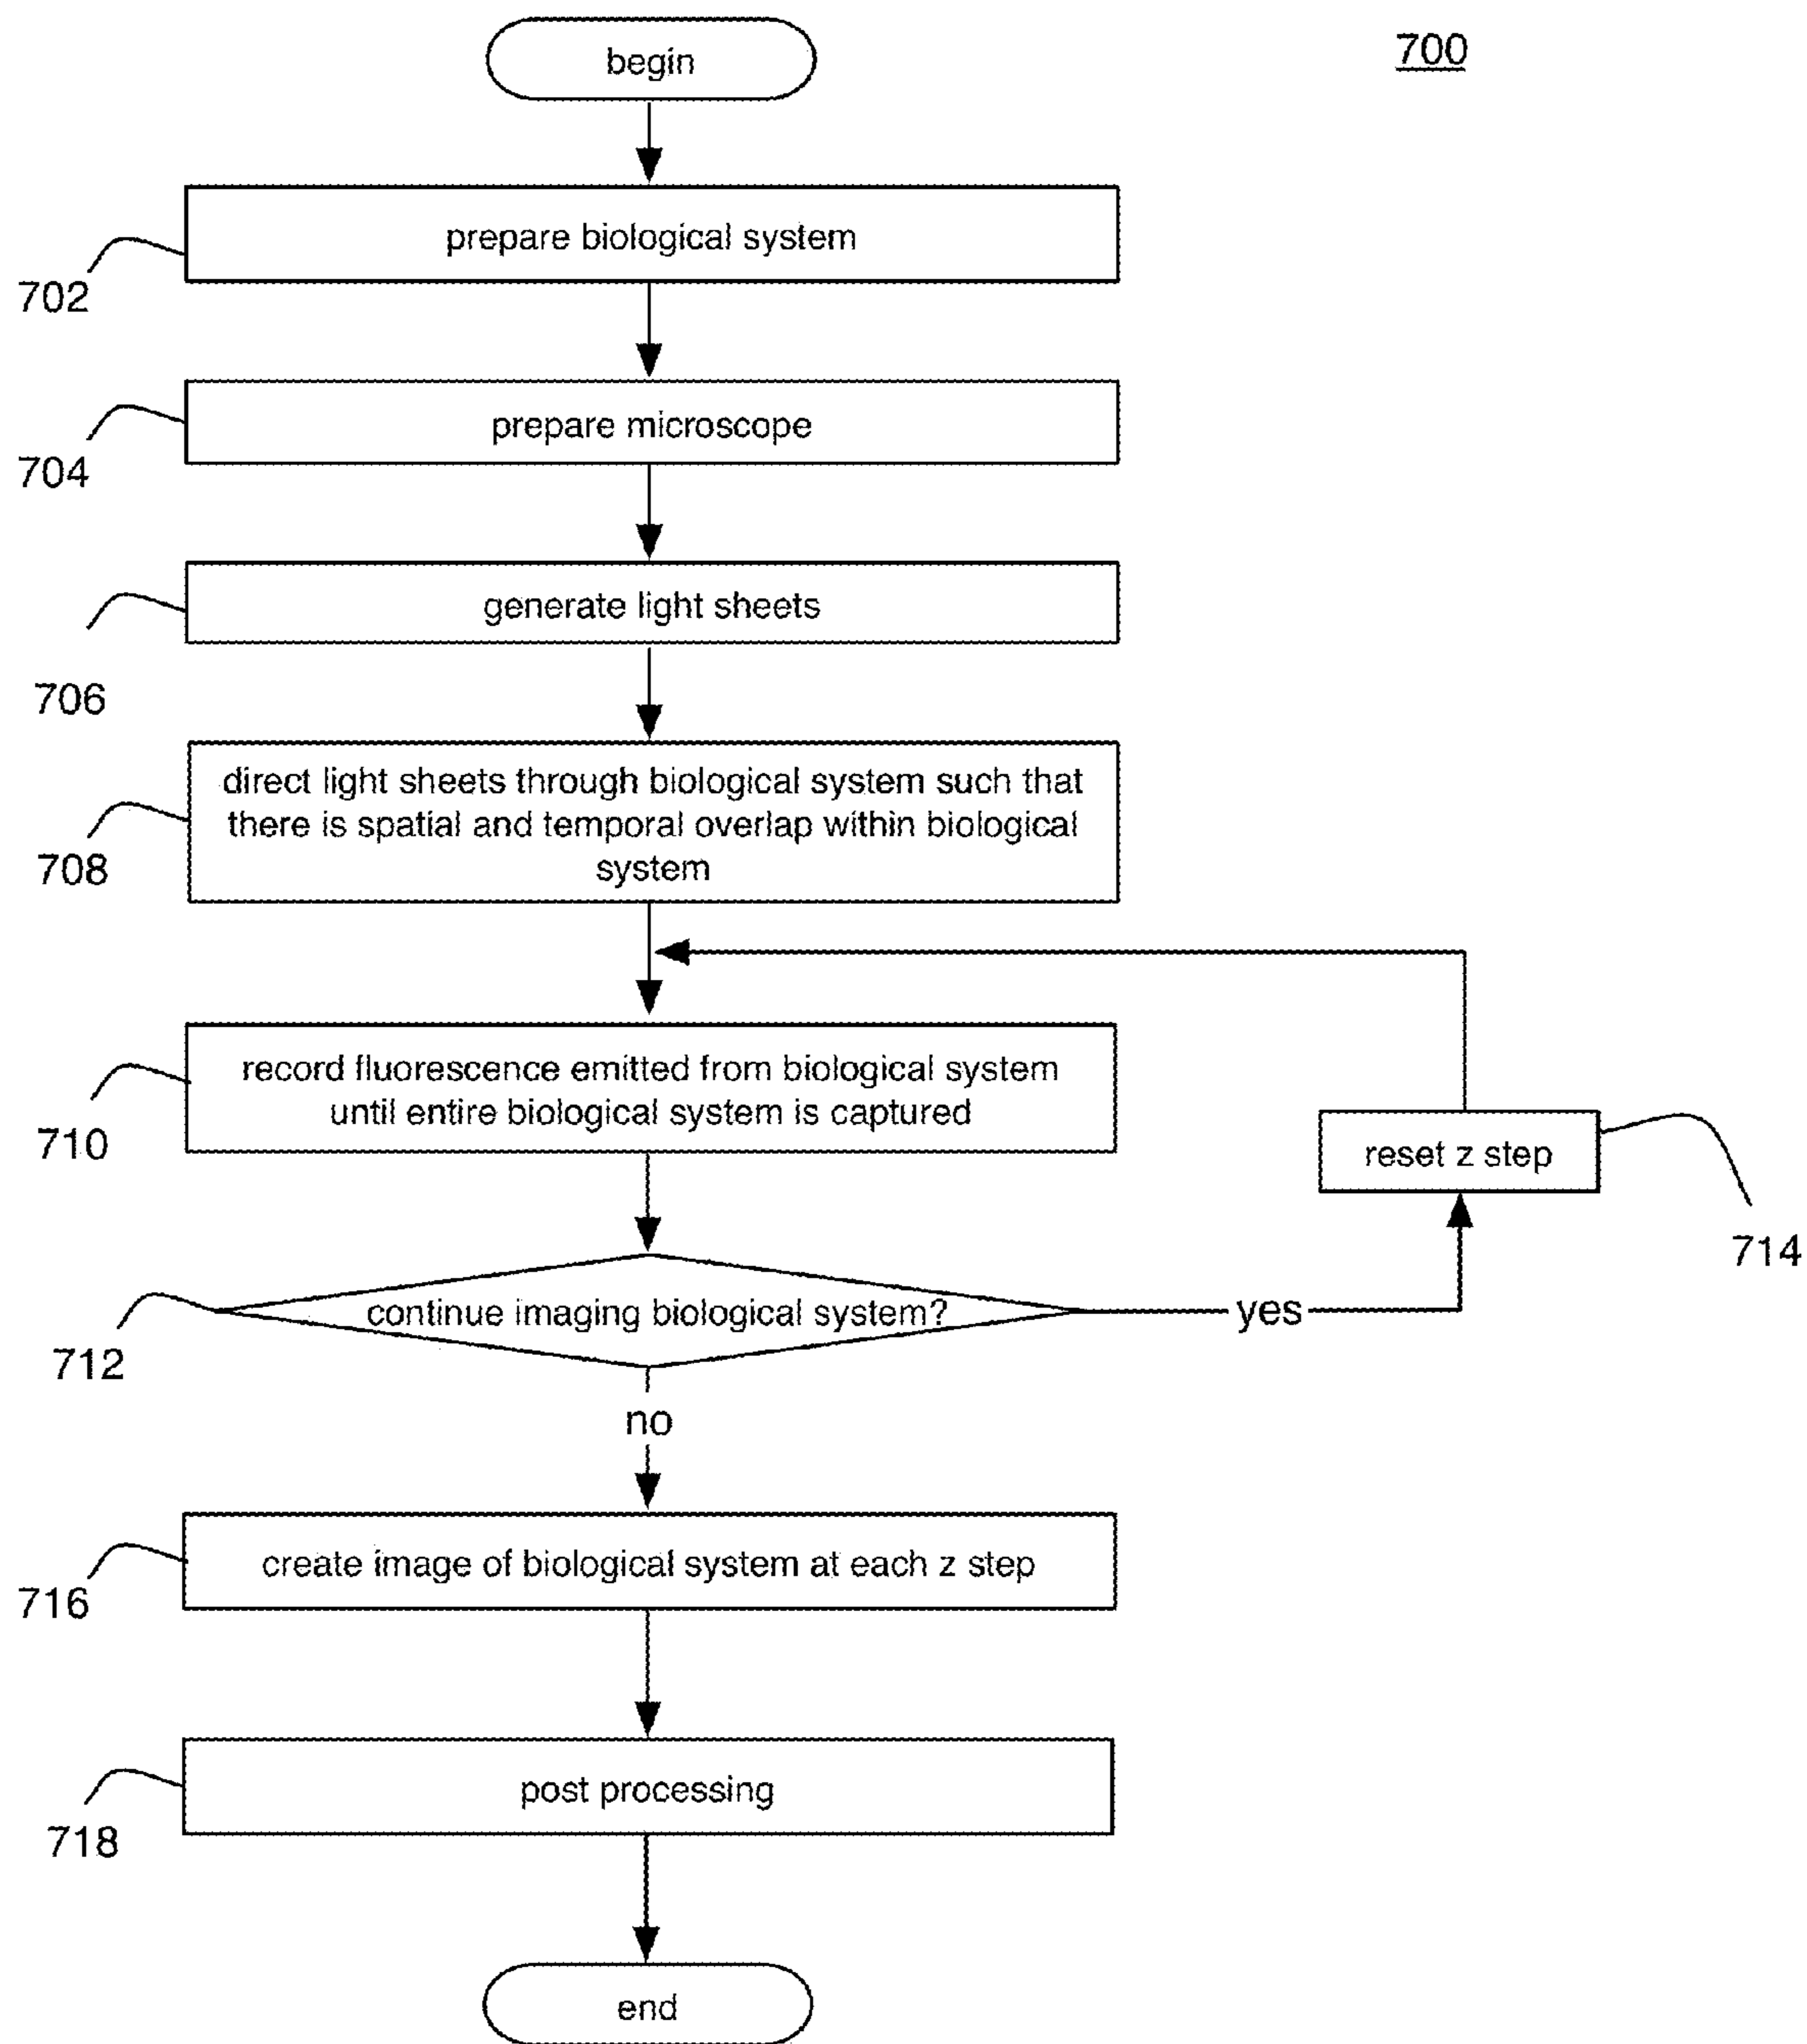 begin
700
prepare biological system
702
prepare microscope
704
generate light sheets
706
direct light sheets through biological system such that
there is spatial and temporal overlap within biological
system
708
record fluorescence emitted from biological system
until entire biological system is captured
710
reset z step
714
continue imaging biological system?
yes
712
no
create image of biological system at each z step
716
post processing
718
end